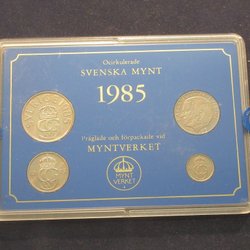 Ocirkulerade
SVENSKA MYNT
1985
Präglade och förpackade vid
MYNTVERKET
MYNT
VERKET